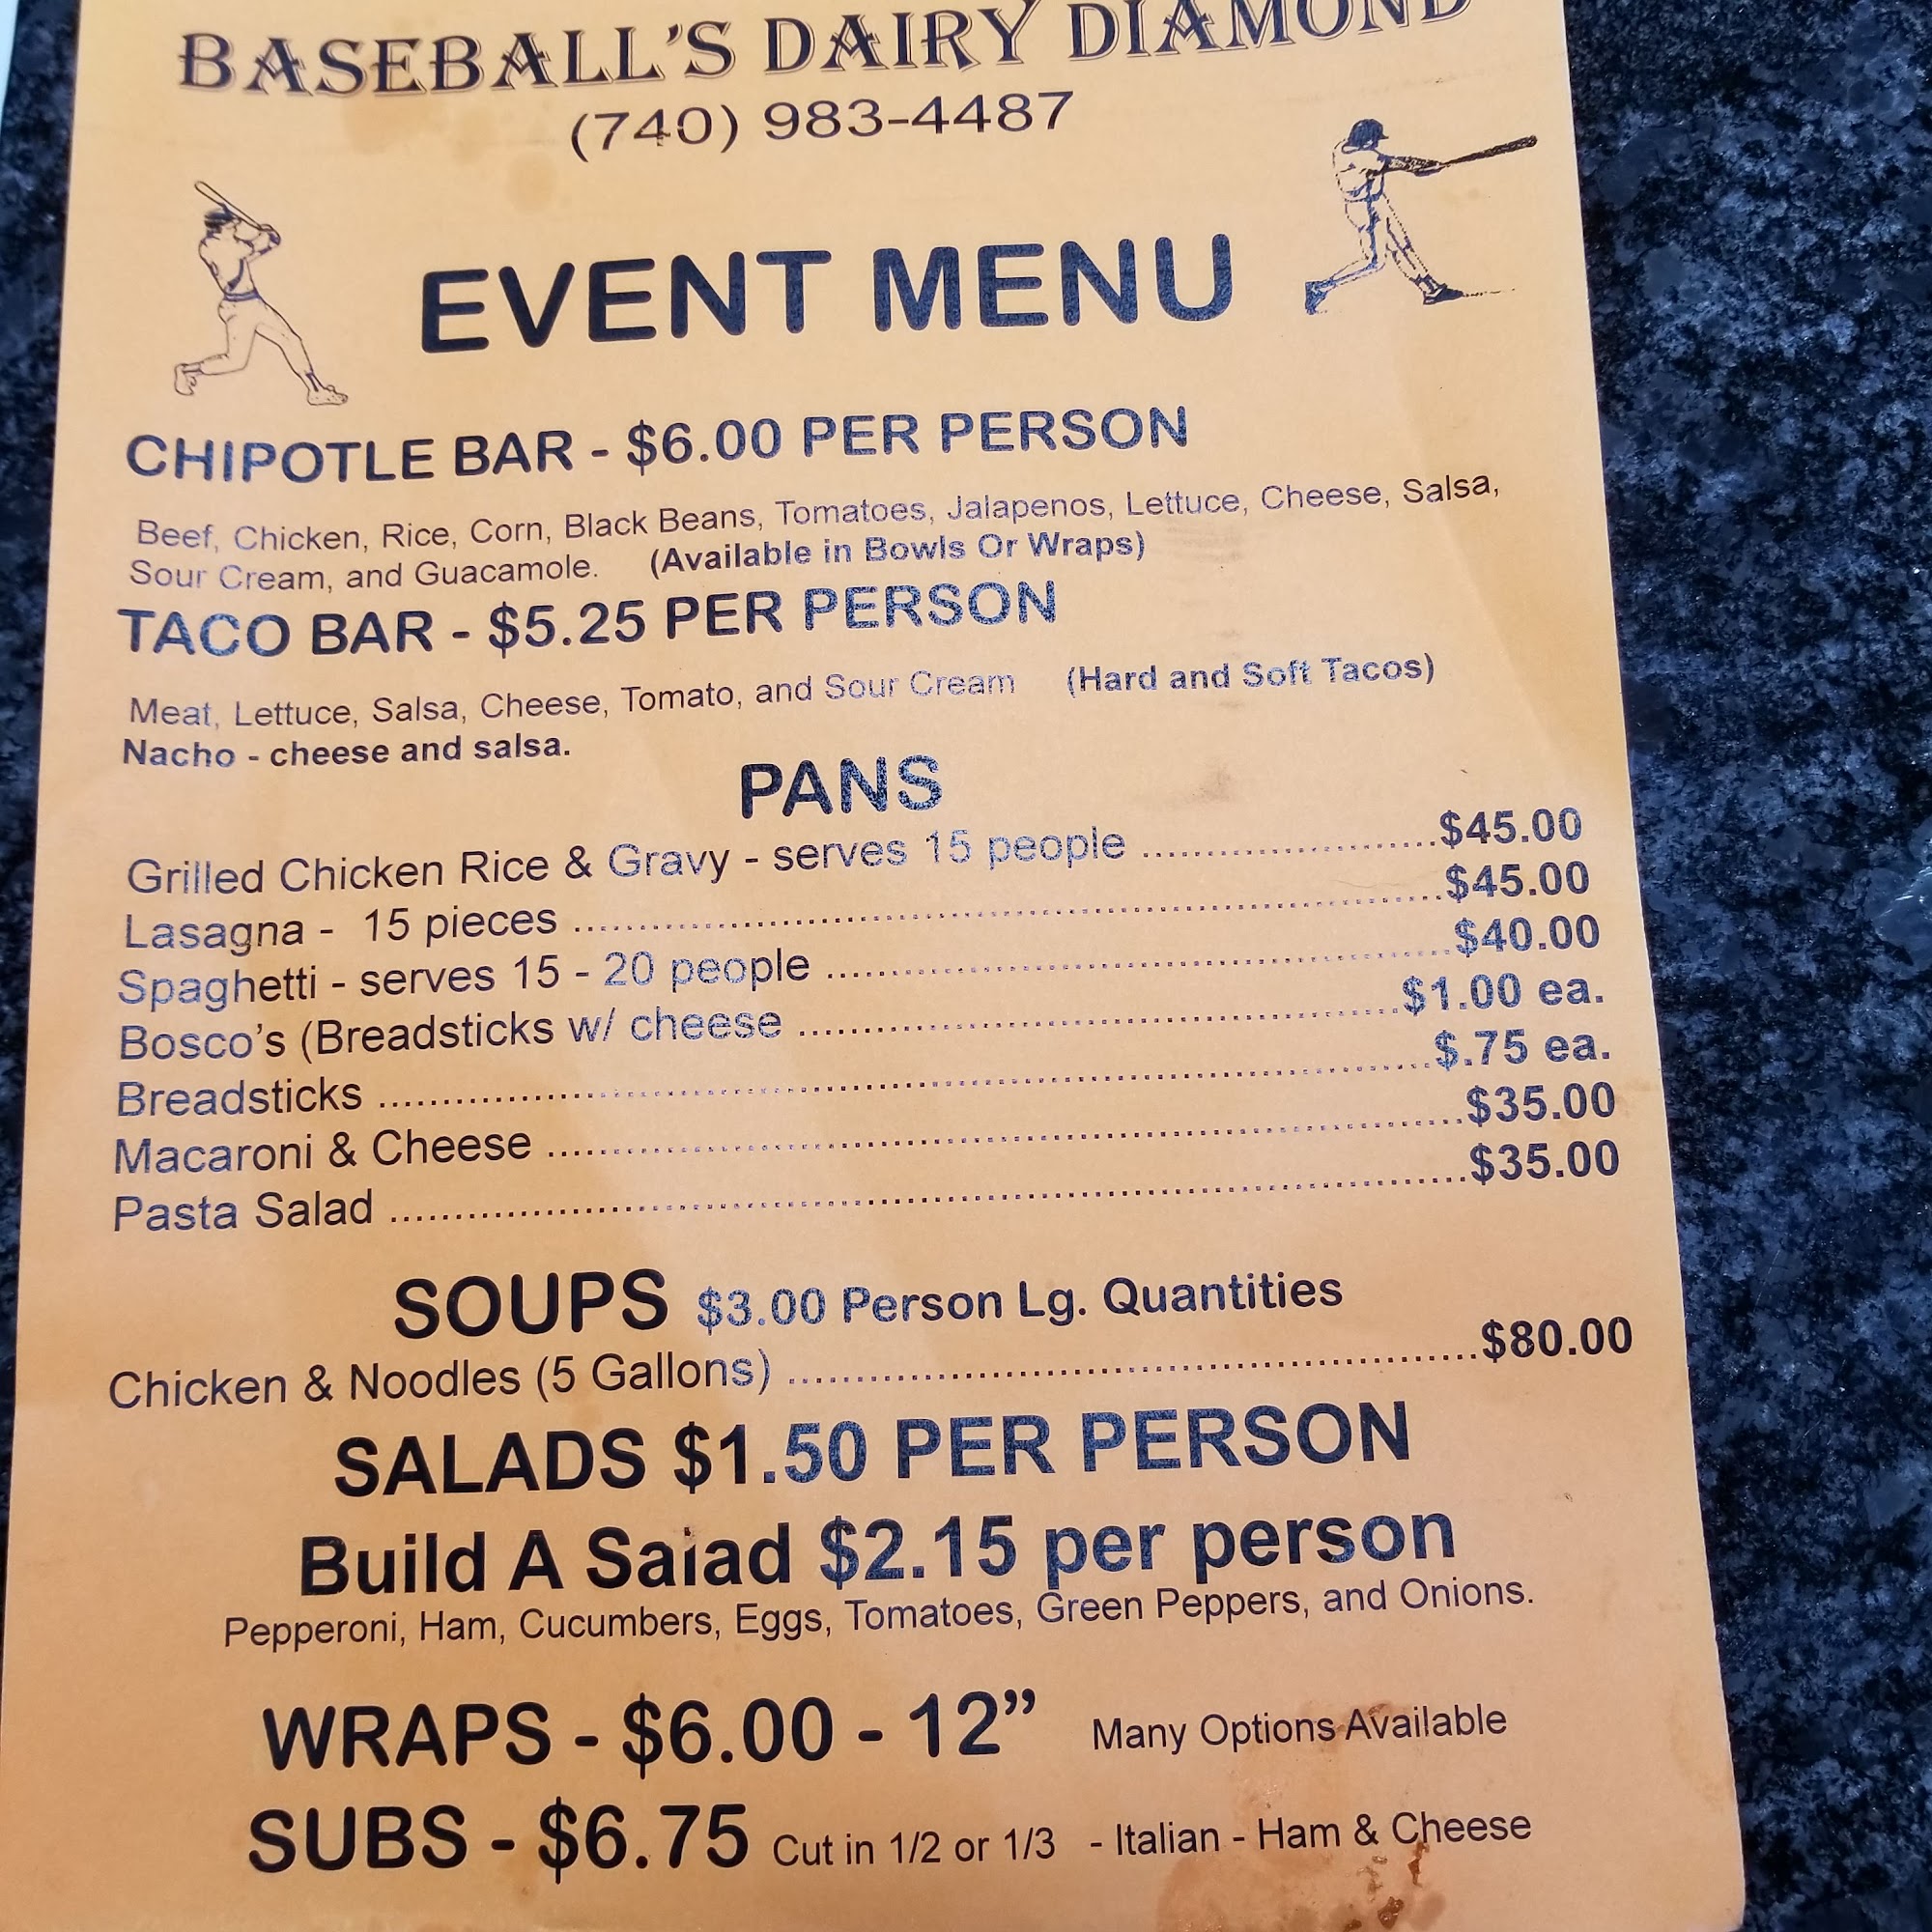 BASEBALL'S DAIRY DIAMOND
(740) 983-4487
EVENT MENU
CHIPOTLE BAR - $6.00 PER PERSON
Beef, Chicken, Rice, Corn, Black Beans, Tomatoes, Jalapenos, Lettuce, Cheese, Salsa,
Sour Cream, and Guacamole. (Available in Bowls Or Wraps)
TACO BAR - $5.25 PER PERSON
Meat, Lettuce, Salsa, Cheese, Tomato, and Sour Cream (Hard and Soft Tacos)
Nacho - cheese and salsa.
PANS
Grilled Chicken Rice & Gravy - serves 15 people ........................ $45.00
Lasagna - 15 pieces ........................ $45.00
Spaghetti - serves 15 - 20 people ........................ $40.00
Bosco's (Breadsticks w/ cheese ........................ $1.00 ea.
Breadsticks ........................ $.75 ea.
Macaroni & Cheese ........................ $35.00
Pasta Salad ........................ $35.00
SOUPS $3.00 Person Lg. Quantities
Chicken & Noodles (5 Gallons) ........................ $80.00
SALADS $1.50 PER PERSON
Build A Salad $2.15 per person
Pepperoni, Ham, Cucumbers, Eggs, Tomatoes, Green Peppers, and Onions.
WRAPS - $6.00 - 12” Many Options Available
SUBS - $6.75 Cut in 1/2 or 1/3 - Italian - Ham & Cheese